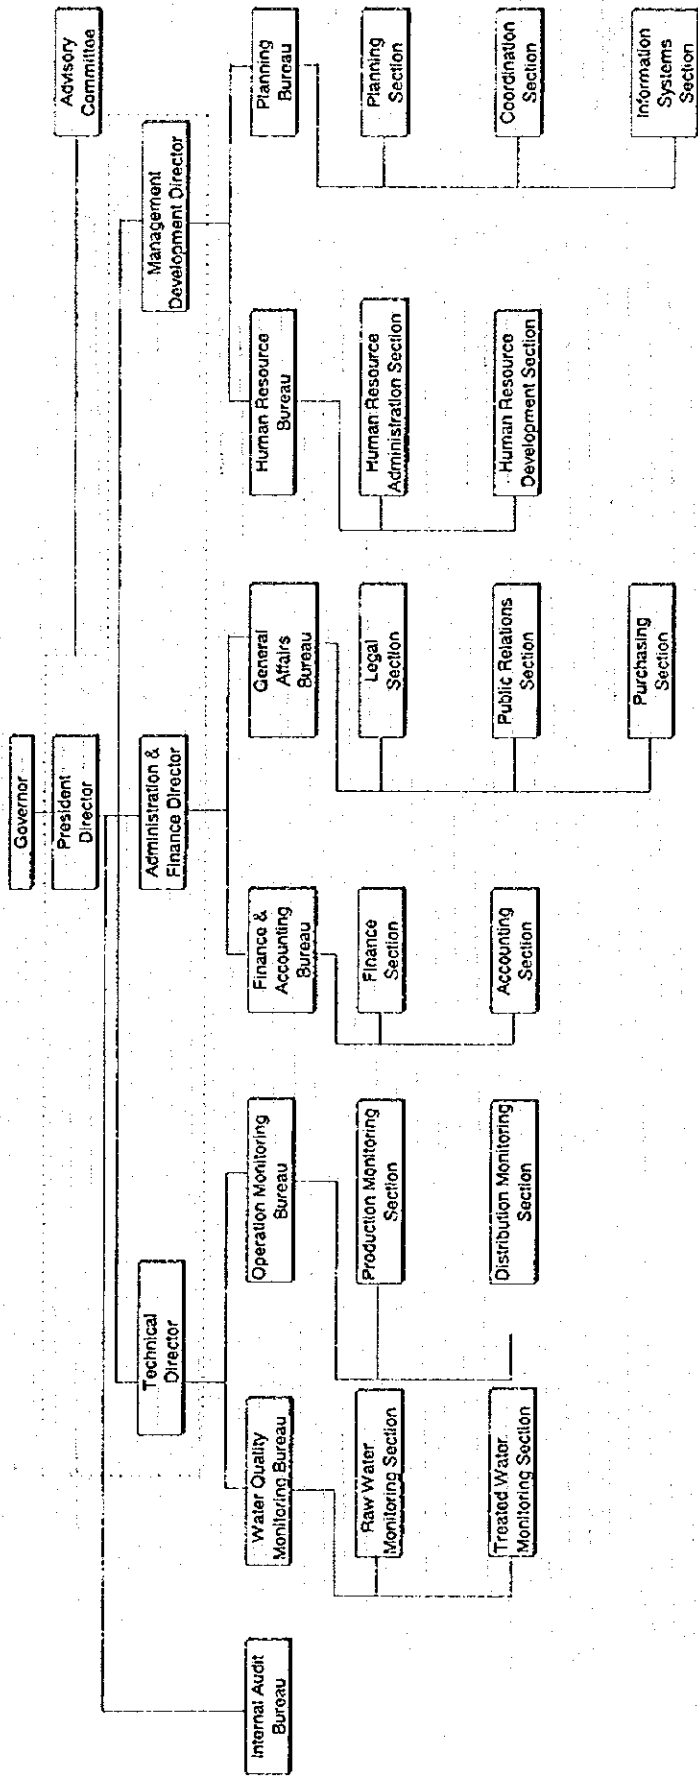 Governor
President
Director
Advisory
Committee
Technical
Director
Administration &
Finance Director
Management
Development Director
Internal Audit
Bureau
Water Quality
Monitoring Bureau
Operation Monitoring
Bureau
Finance &
Accounting
Bureau
General
Affairs
Bureau
Human Resource
Bureau
Planning
Bureau
Raw Water
Monitoring Section
Production Monitoring
Section
Finance
Section
Legal
Section
Human Resource
Administration Section
Planning
Section
Treated Water
Monitoring Section
Distribution Monitoring
Section
Accounting
Section
Public Relations
Section
Human Resource
Development Section
Coordination
Section
Purchasing
Section
Information
Systems
Section